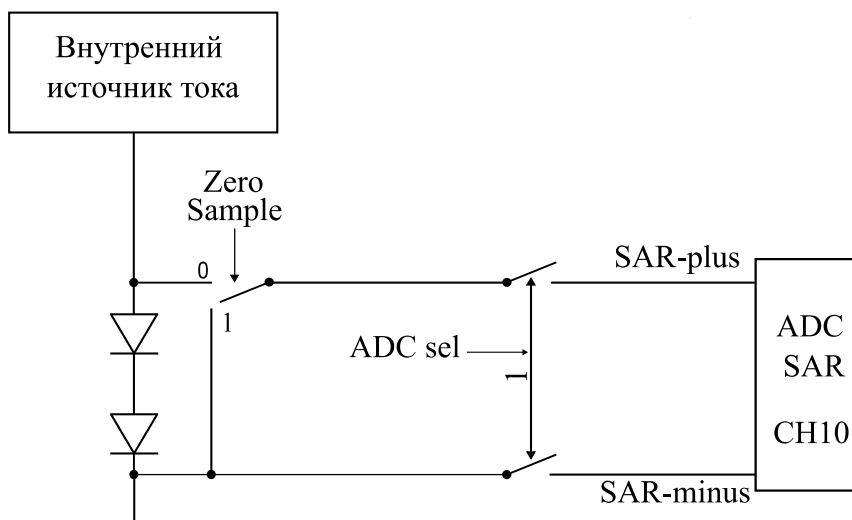 Внутренний
источник тока
Zero
Sample
0
1
SAR-plus
ADC sel
1
ADC
SAR
CH10
SAR-minus